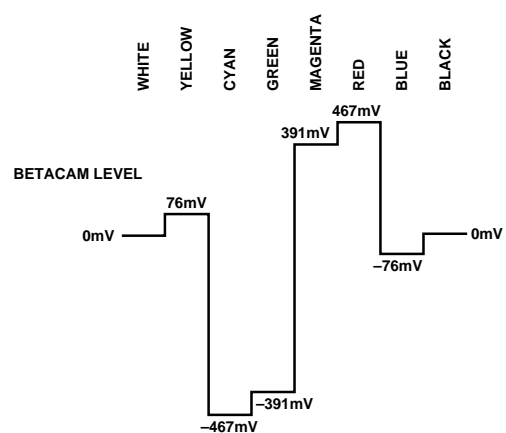 WHITE
YELLOW
CYAN
GREEN
MAGENTA
RED
BLUE
BLACK
467mV
391mV
BETACAM LEVEL
76mV
0mV
0mV
–76mV
–391mV
–467mV